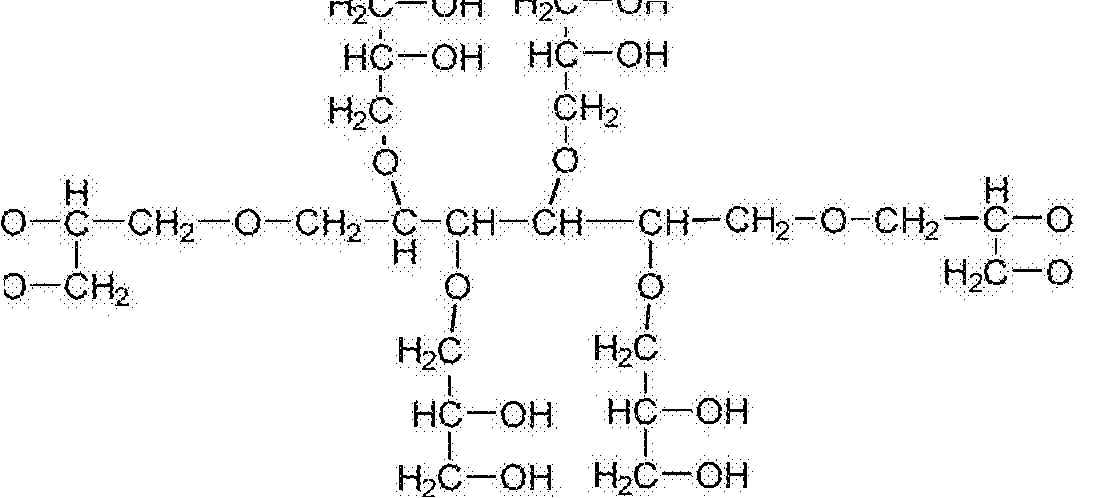 H₂C—OH H₂C—OH
HC—OH HC—OH
H₂C CH₂
O O
H H
O—C—CH₂—O—CH₂—C—CH—CH—CH—CH₂—O—CH₂—C—O
H
O—CH₂ O O H₂C—O
H₂C H₂C
HC—OH HC—OH
H₂C—OH H₂C—OH